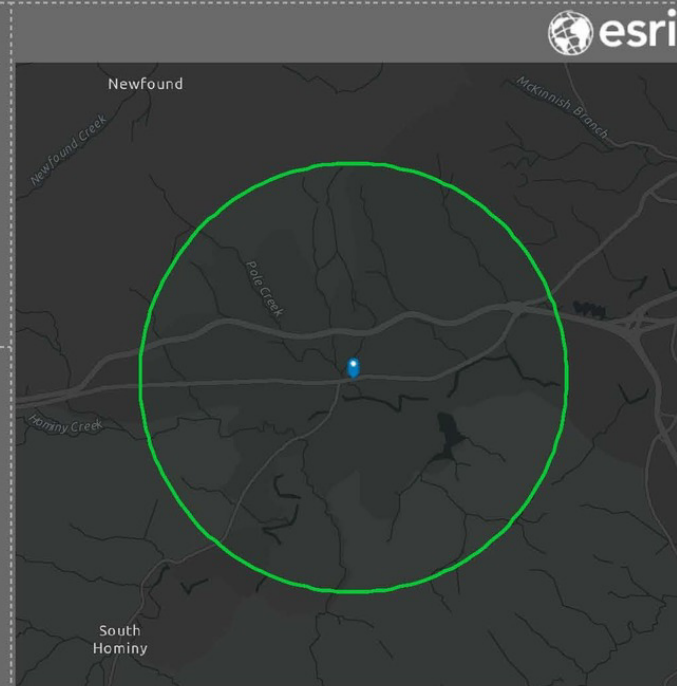 esri
Newfound
McKinnish Branch
Newfound Creek
Pole Creek
Hominy Creek
South
Hominy